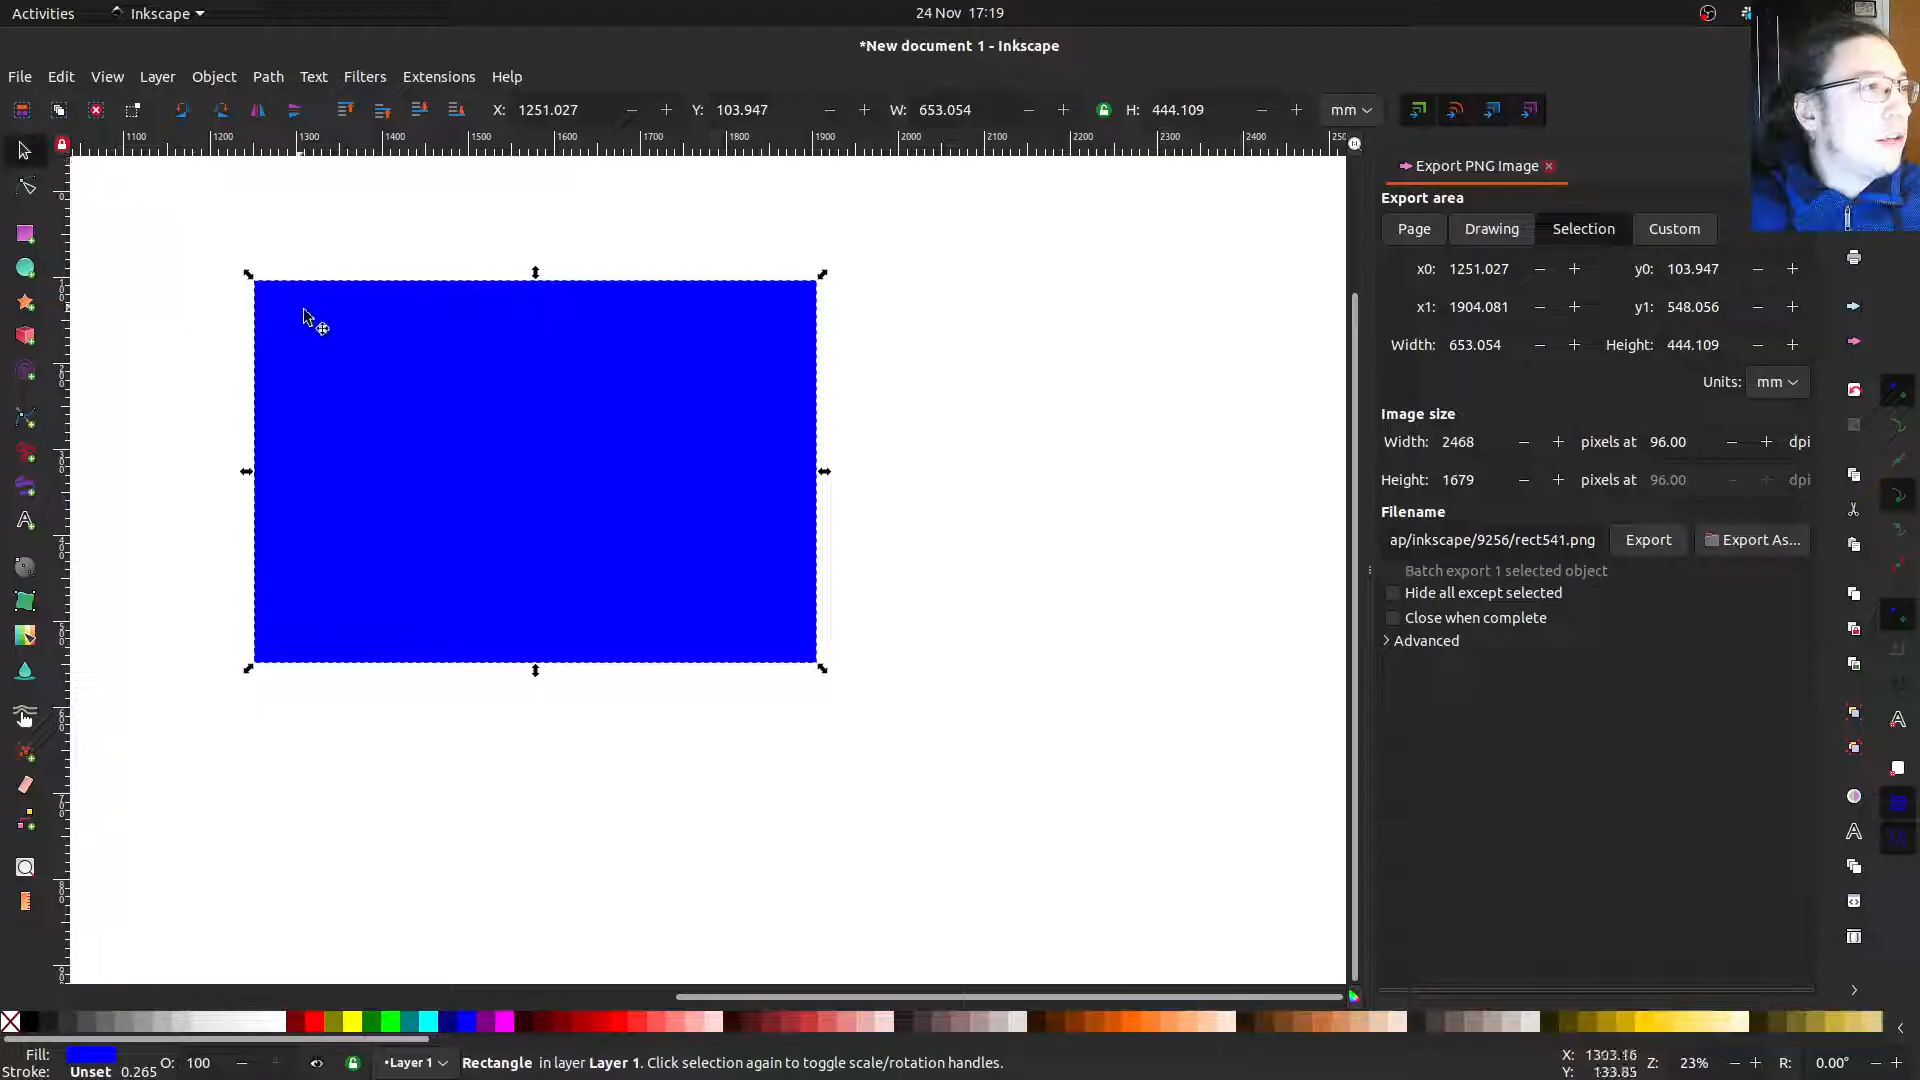 Activities Inkscape 24 Nov 17:19
*New document 1 - Inkscape
File Edit View Layer Object Path Text Filters Extensions Help
X: 1251.027 Y: 103.947 W: 653.054 H: 444.109 mm
1100 1200 1300 1400 1500 1600 1700 1800 1900 2000 2100 2200 2300 2400
Export PNG Image
Export area
Page Drawing Selection Custom
x0: 1251.027 y0: 103.947
x1: 1904.081 y1: 548.056
Width: 653.054 Height: 444.109
Units: mm
Image size
Width: 2468 pixels at 96.00 dpi
Height: 1679 pixels at 96.00 dpi
Filename
ap/inkscape/9256/rect541.png Export Export As...
Batch export 1 selected object
Hide all except selected
Close when complete
Advanced
Fill: O: 100 •Layer 1 Rectangle in layer Layer 1. Click selection again to toggle scale/rotation handles. X: Z: 23% R: 0.00°
Stroke: Unset 0.265 Y: 133.85